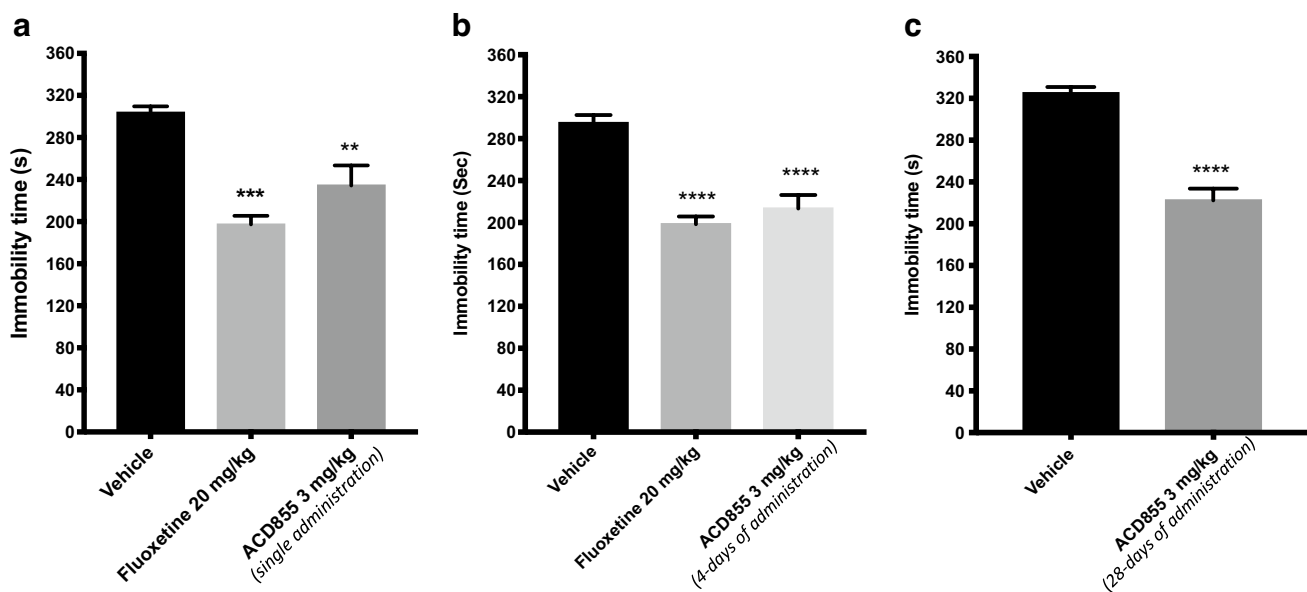 a
Immobility time (s)
360
320
280
240
200
160
120
80
40
0
***
**
Vehicle
Fluoxetine 20 mg/kg
ACD855 3 mg/kg
(single administration)
b
Immobility time (Sec)
360
320
280
240
200
160
120
80
40
0
****
****
Vehicle
Fluoxetine 20 mg/kg
ACD855 3 mg/kg
(4-days of administration)
c
Immobility time (s)
360
320
280
240
200
160
120
80
40
0
****
Vehicle
ACD855 3 mg/kg
(28-days of administration)